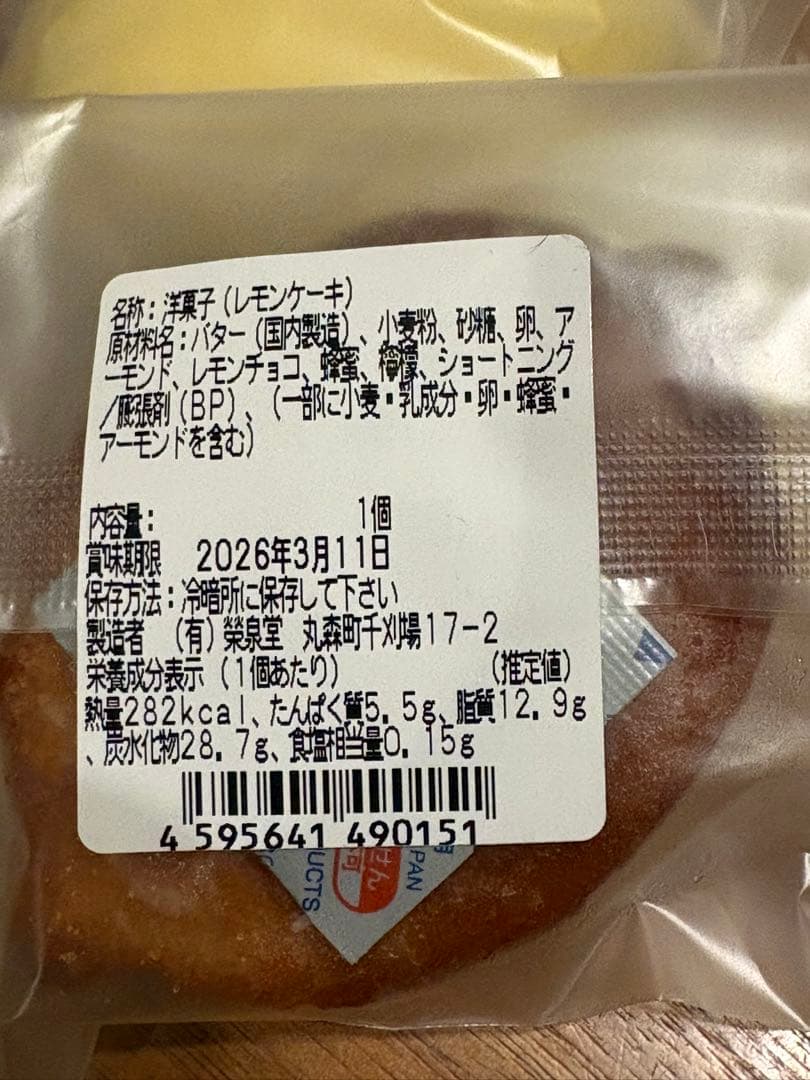 名称:洋菓子(レモンケーキ)
原材料名:バター(国内製造)、小麦粉、砂糖、卵、ア
ーモンド、レモンチョコ、蜂蜜、檸檬、ショートニング
/膨張剤(BP)、(一部に小麦・乳成分・卵・蜂蜜・
アーモンドを含む)
内容量: 1個
賞味期限 2026年3月11日
保存方法:冷暗所に保存して下さい
製造者 (有)榮泉堂 丸森町千刈場17-2
栄養成分表示(1個あたり) (推定値)
熱量282kcal、たんぱく質5.5g、脂質12.9g
、炭水化物28.7g、食塩相当量0.15g
4 595641 490151
UCTS
けん
可
PAN